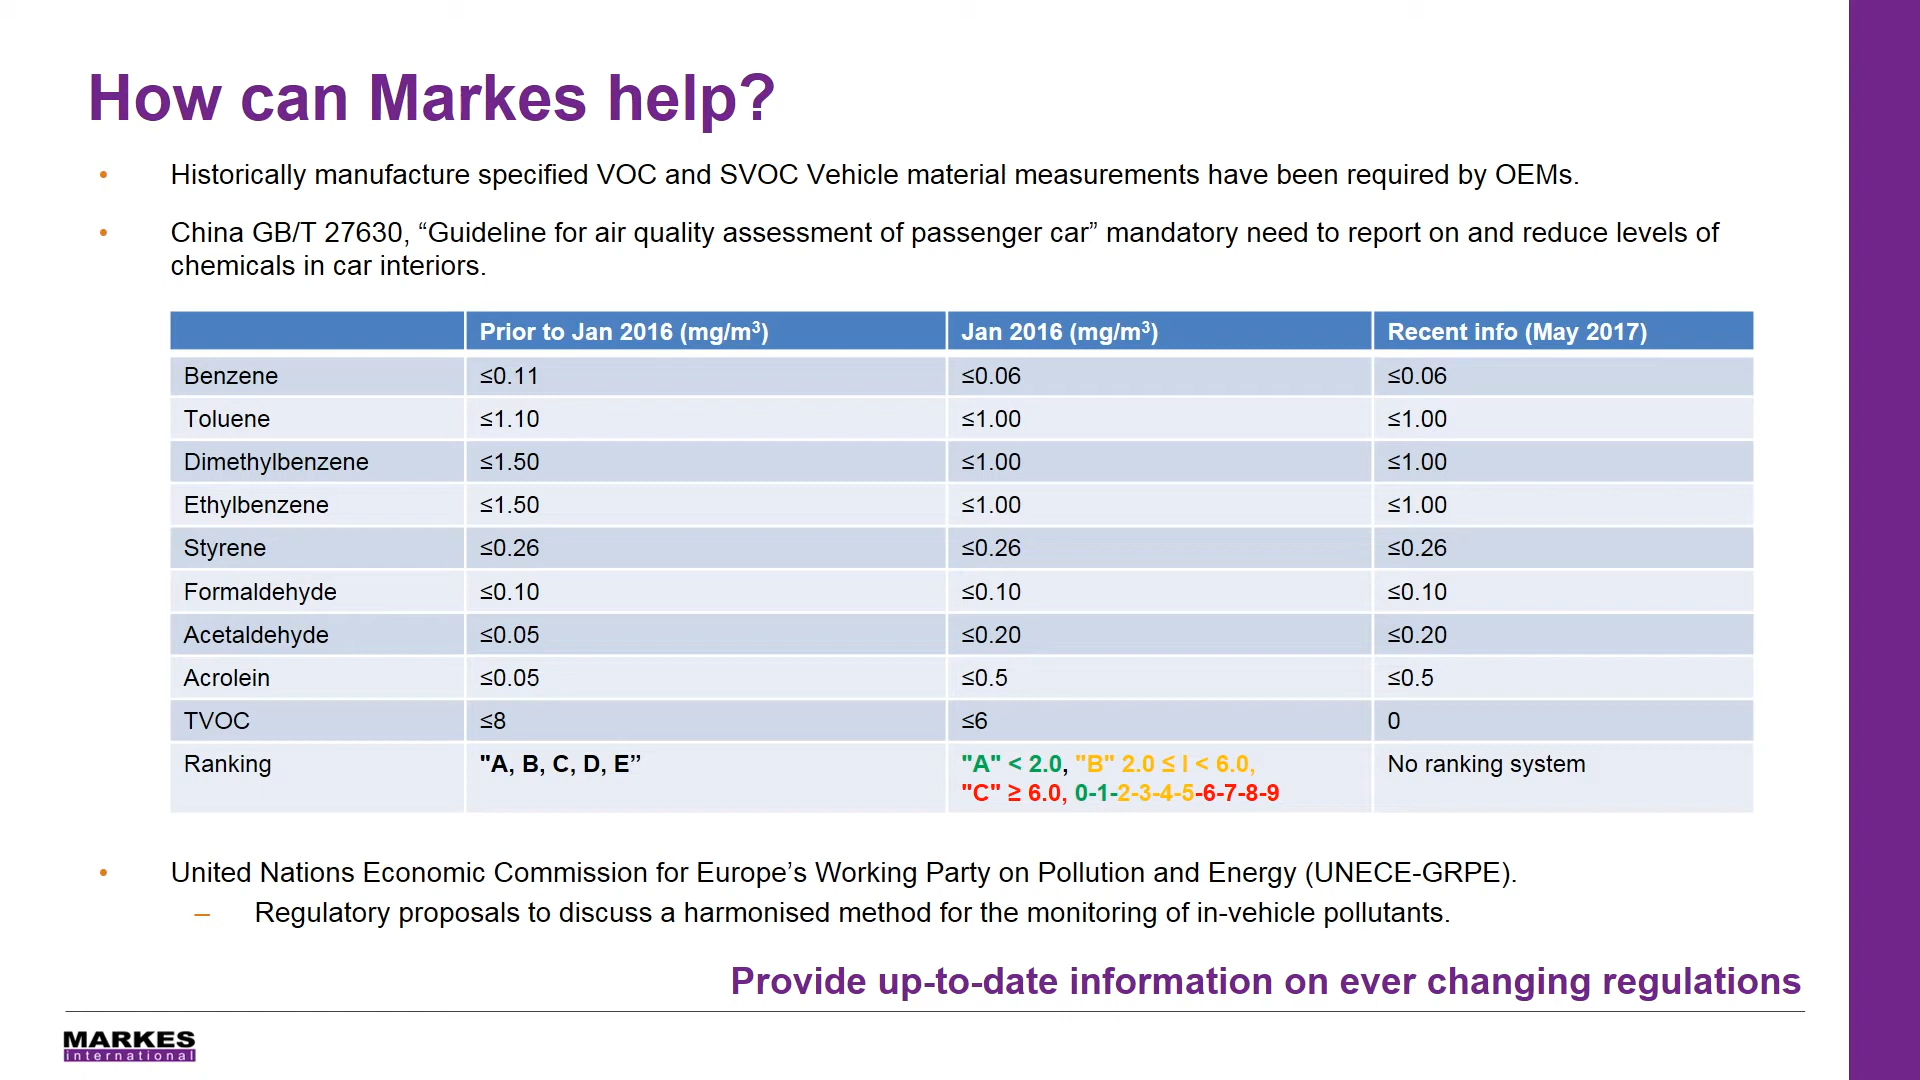 How can Markes help?
• Historically manufacture specified VOC and SVOC Vehicle material measurements have been required by OEMs.
• China GB/T 27630, “Guideline for air quality assessment of passenger car” mandatory need to report on and reduce levels of
chemicals in car interiors.
Prior to Jan 2016 (mg/m³) Jan 2016 (mg/m³) Recent info (May 2017)
Benzene ≤0.11 ≤0.06 ≤0.06
Toluene ≤1.10 ≤1.00 ≤1.00
Dimethylbenzene ≤1.50 ≤1.00 ≤1.00
Ethylbenzene ≤1.50 ≤1.00 ≤1.00
Styrene ≤0.26 ≤0.26 ≤0.26
Formaldehyde ≤0.10 ≤0.10 ≤0.10
Acetaldehyde ≤0.05 ≤0.20 ≤0.20
Acrolein ≤0.05 ≤0.5 ≤0.5
TVOC ≤8 ≤6 0
Ranking "A, B, C, D, E” "A" < 2.0, "B" 2.0 ≤ I < 6.0, No ranking system
"C" ≥ 6.0, 0-1-2-3-4-5-6-7-8-9
• United Nations Economic Commission for Europe’s Working Party on Pollution and Energy (UNECE-GRPE).
– Regulatory proposals to discuss a harmonised method for the monitoring of in-vehicle pollutants.
Provide up-to-date information on ever changing regulations
MARKES
international